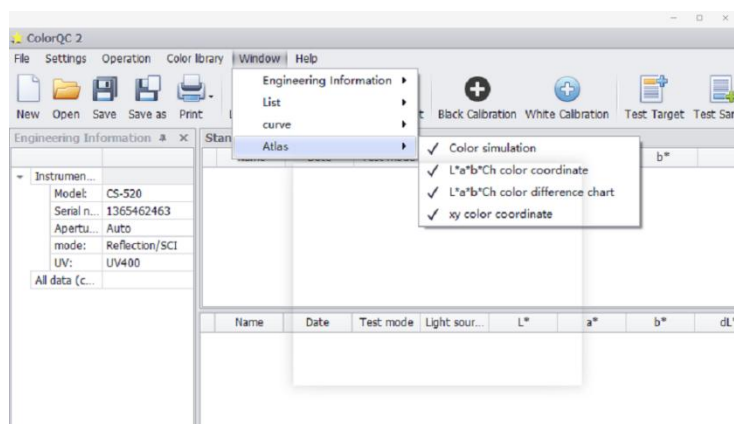 ColorQC 2
File Settings Operation Color library Window Help
New Open Save Save as Print
Black Calibration White Calibration Test Target Test Sam
Engineering Information
List
curve
Atlas
Color simulation
L*a*b*Ch color coordinate
L*a*b*Ch color difference chart
xy color coordinate
Engineering Information Stan
b*
Instrumen...
Model: CS-520
Serial n... 1365462463
Apertu... Auto
mode: Reflection/SCI
UV: UV400
All data (c...
Name Date Test mode Light sour... L* a* b* dL*